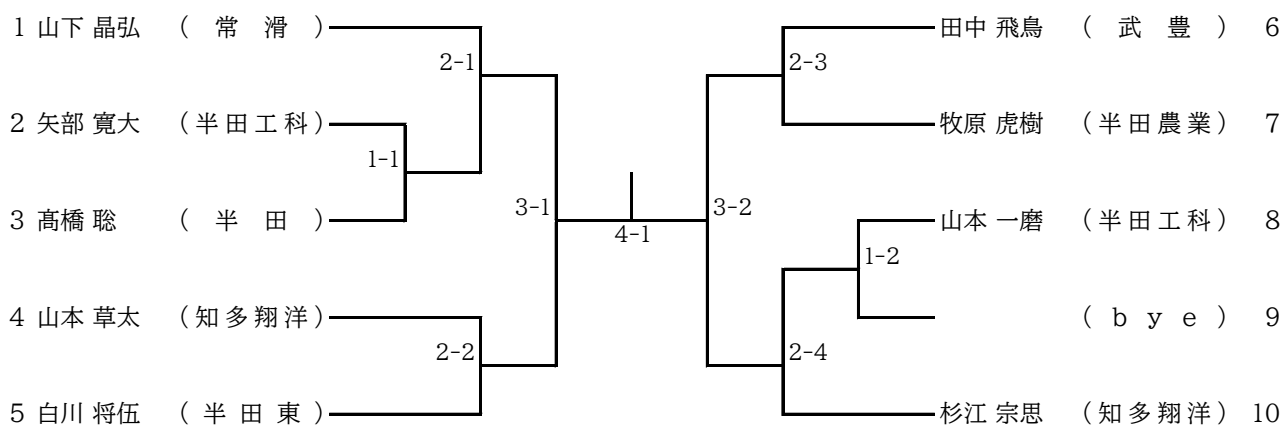 1 山下 晶弘 (常滑) 田中 飛鳥 (武豊) 6
2-1 2-3
2 矢部 寛大 (半田工科) 牧原 虎樹 (半田農業) 7
1-1
3 髙橋 聡 (半田) 3-1 3-2 山本 一磨 (半田工科) 8
4-1 1-2
4 山本 草太 (知多翔洋) (bye) 9
2-2 2-4
5 白川 将伍 (半田東) 杉江 宗思 (知多翔洋) 10